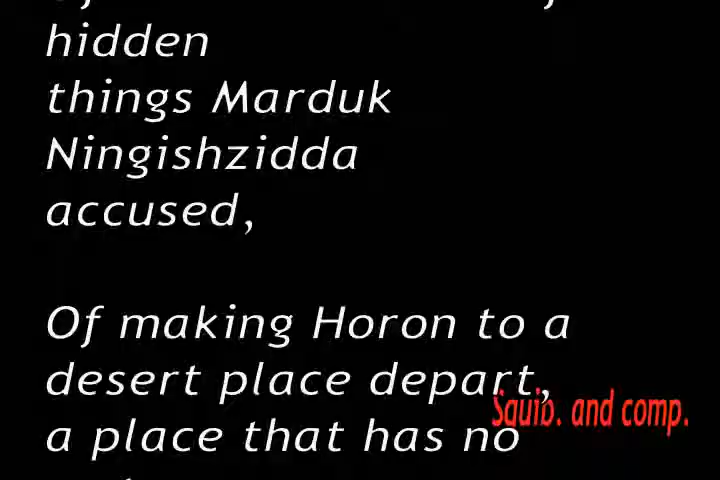 hidden
things Marduk
Ningishzidda
accused,
Of making Horon to a
desert place depart,
a place that has no
Squib. and comp.